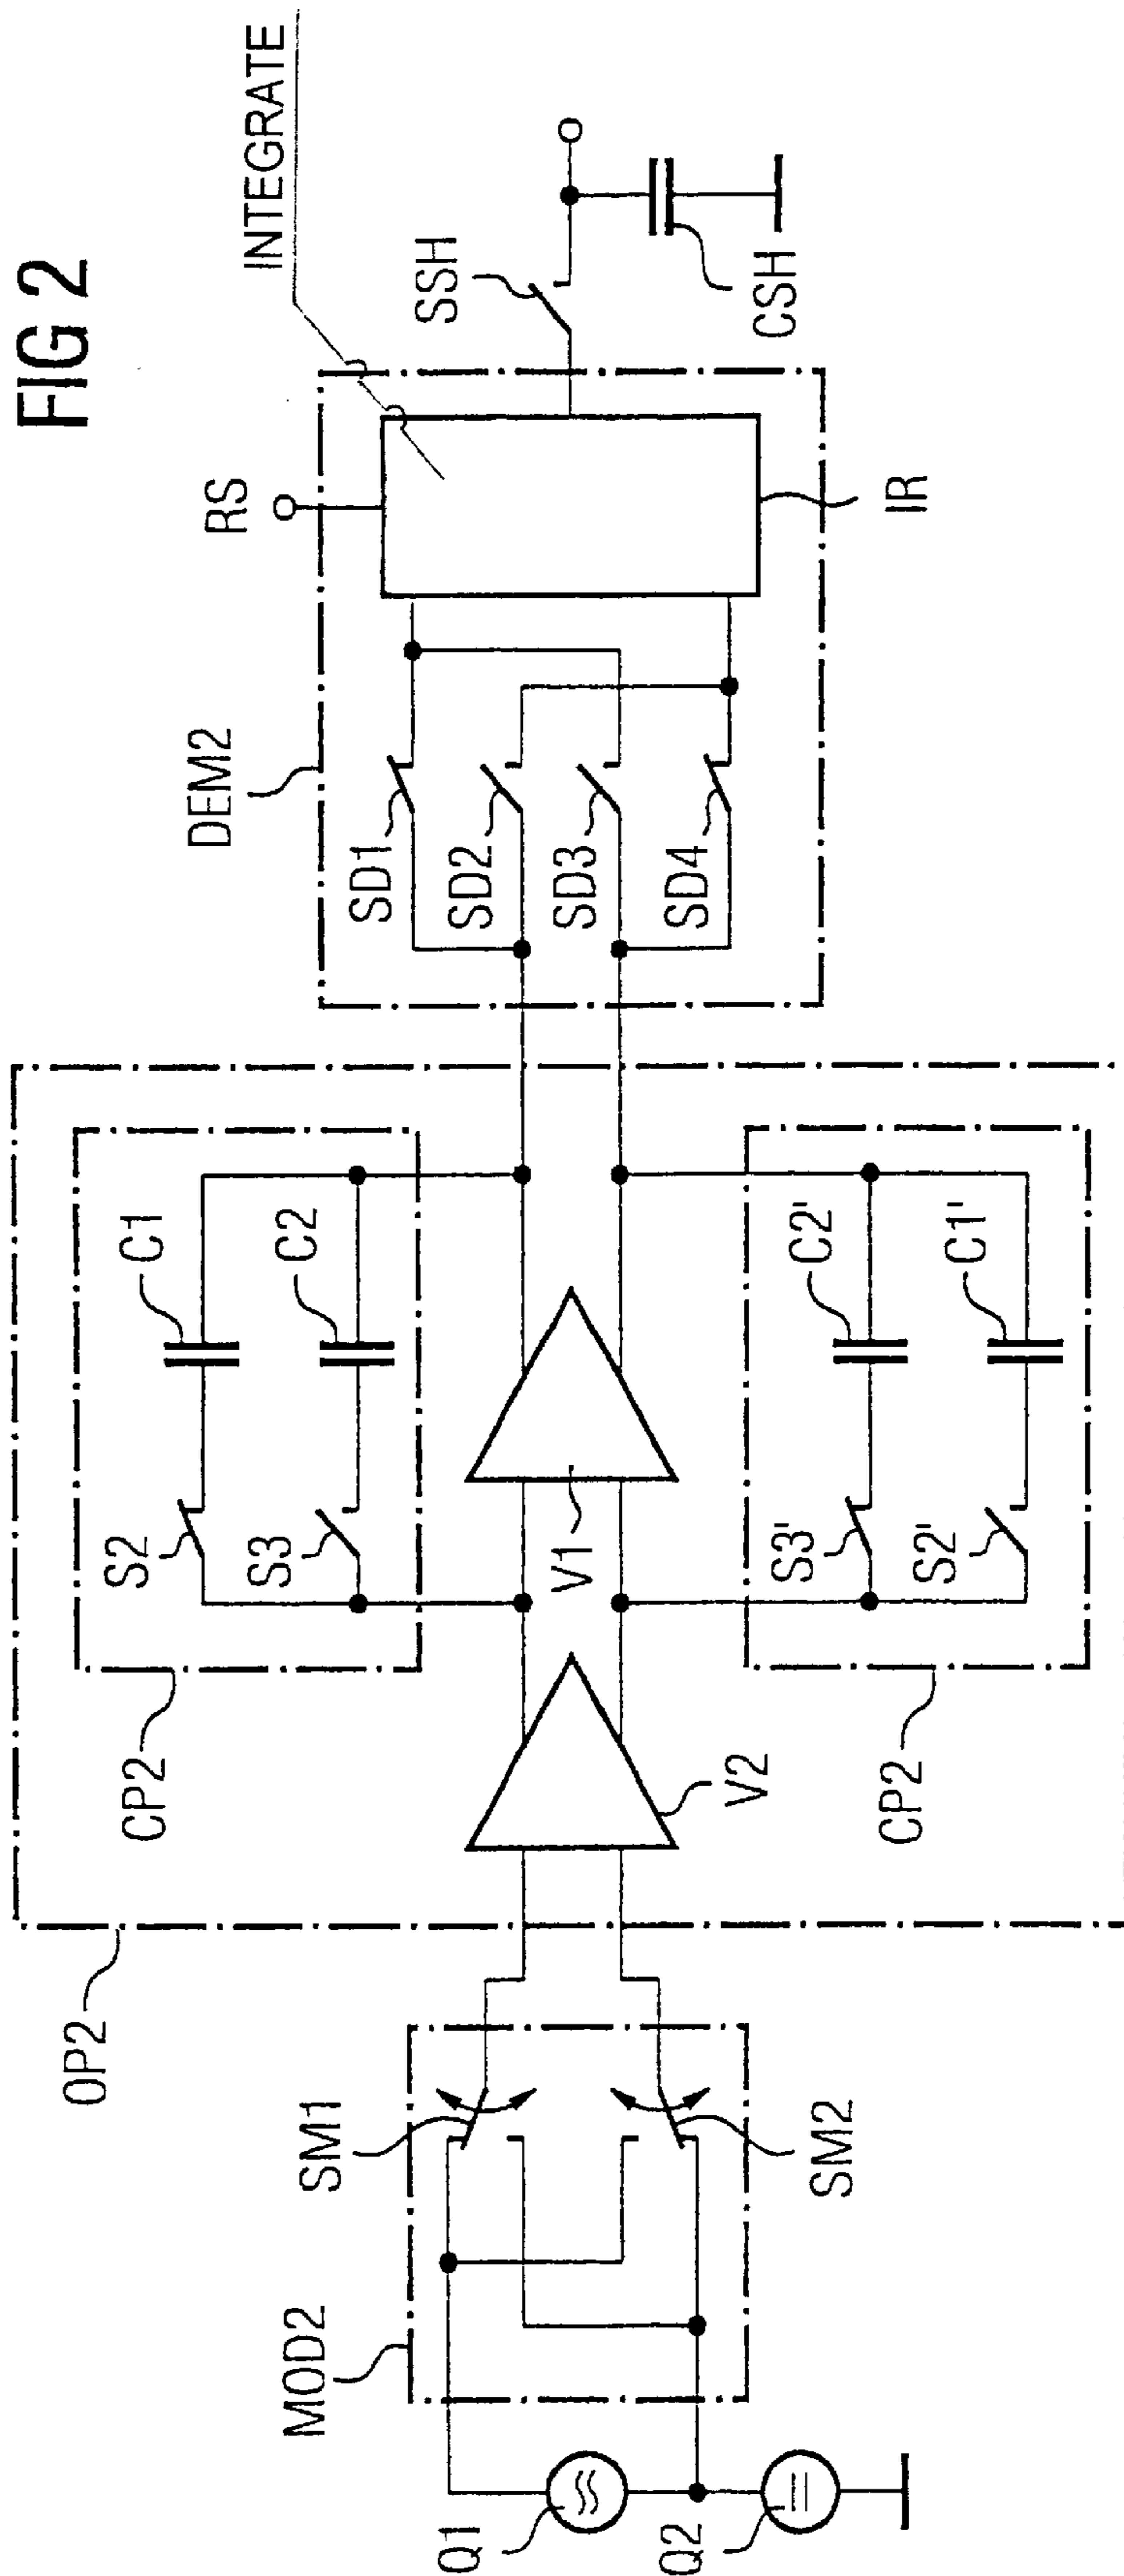 FIG 2
INTEGRATE
RS
SSH
CSH
IR
DEM2
SD1
SD2
SD3
SD4
C1
C2
S2
S3
CP2
V1
V2
C2'
C1'
S3'
S2'
CP2
OP2
SM1
SM2
MOD2
Q1
Q2